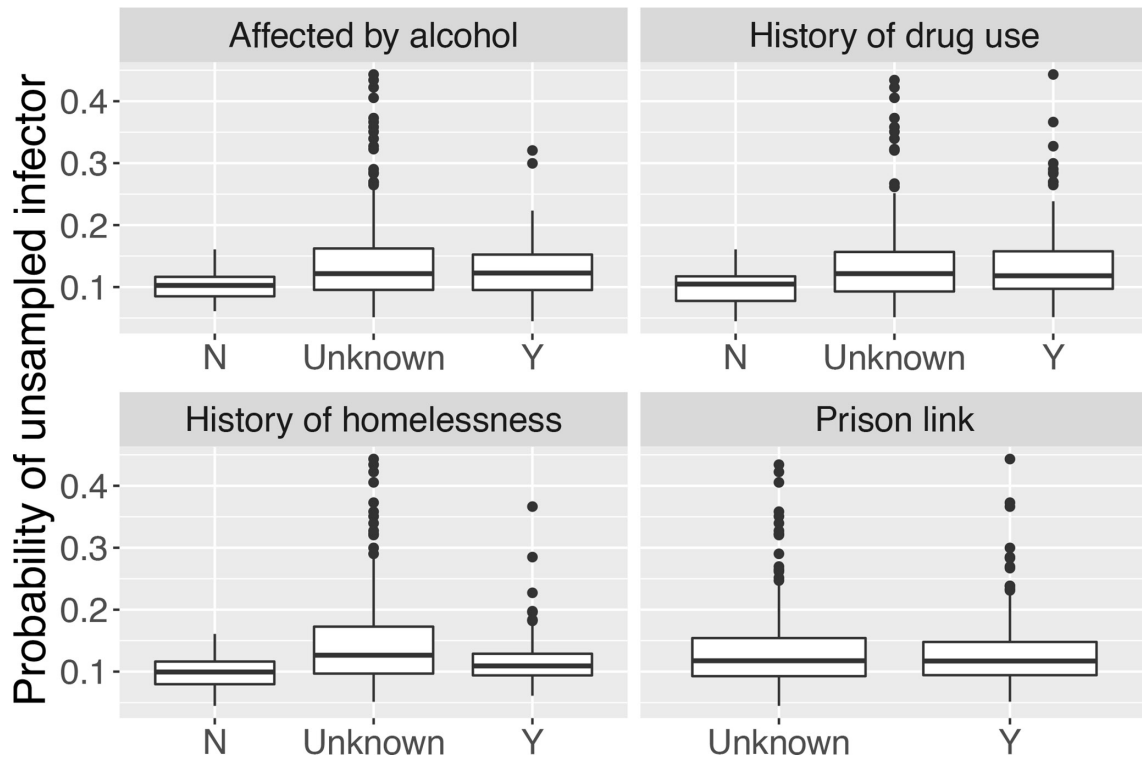 Probability of unsampled infector
Affected by alcohol
0.4
0.3
0.2
0.1
N Unknown Y
History of drug use
N Unknown Y
History of homelessness
0.4
0.3
0.2
0.1
N Unknown Y
Prison link
Unknown Y